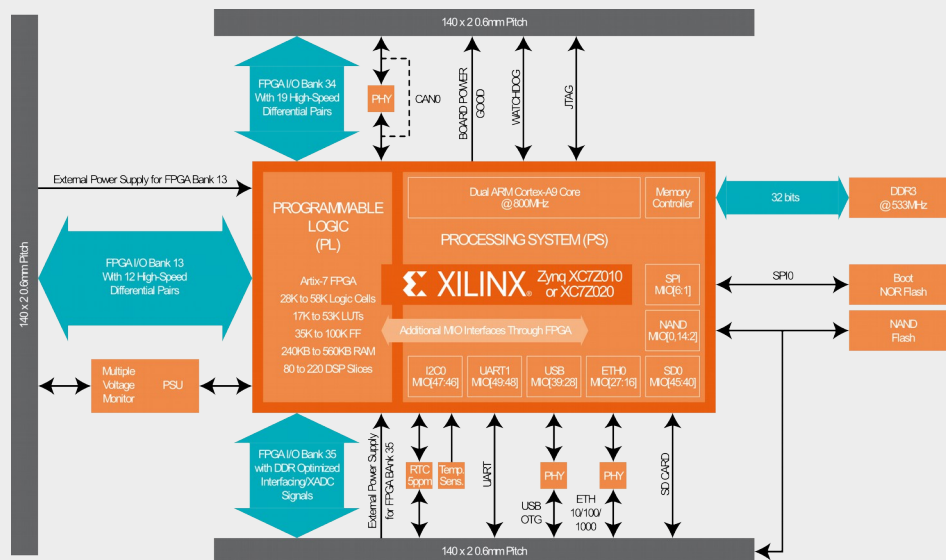 140 x 2 0.6mm Pitch
FPGA I/O Bank 34
With 19 High-Speed
Differential Pairs
PHY
CAN0
BOARD POWER
GOOD
WATCHDOG
JTAG
140 x 2 0.6mm Pitch
External Power Supply for FPGA Bank 13
FPGA I/O Bank 13
With 12 High-Speed
Differential Pairs
Multiple
Voltage
Monitor
PSU
PROGRAMMABLE
LOGIC
(PL)
Artix-7 FPGA
28K to 58K Logic Cells
17K to 53K LUTs
35K to 100K FF
240KB to 560KB RAM
80 to 220 DSP Slices
Dual ARM Cortex-A9 Core
@ 800MHz
Memory
Controller
PROCESSING SYSTEM (PS)
XILINX®
Zynq XC7Z010
or XC7Z020
SPI
MIO[6:1]
NAND
MIO[0,14:2]
Additional MIO Interfaces Through FPGA
I2C0
MIO[47:46]
UART1
MIO[49:48]
USB
MIO[39:28]
ETH0
MIO[27:16]
SD0
MIO[45:40]
32 bits
DDR3
@ 533MHz
SPI0
Boot
NOR Flash
NAND
Flash
FPGA I/O Bank 35
with DDR Optimized
Interfacing/XADC
Signals
External Power Supply
for FPGA BAnk 35
RTC
5ppm
Temp.
Sens.
UART
PHY
USB
OTG
PHY
ETH
10/100/
1000
SD CARD
140 x 2 0.6mm Pitch